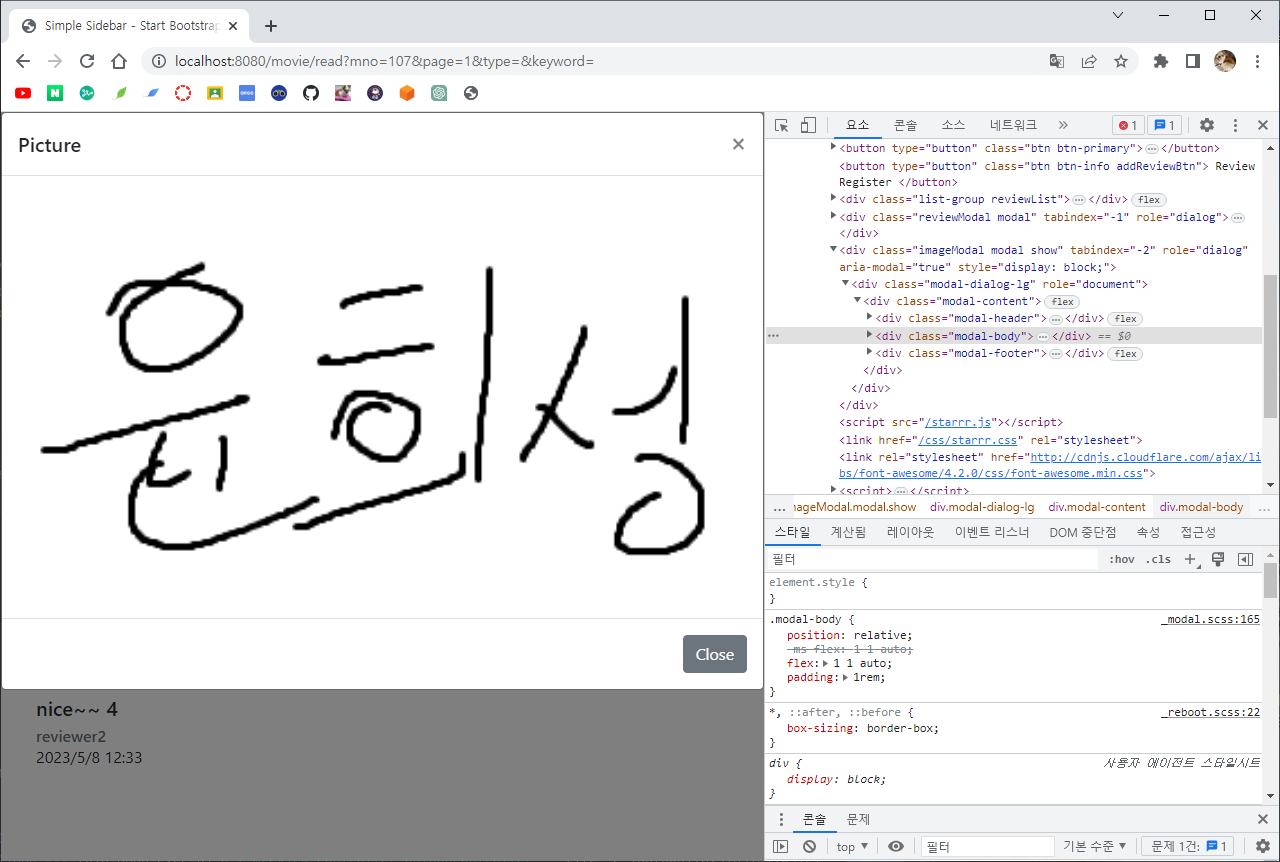 Simple Sidebar - Start Bootstrap
localhost:8080/movie/read?mno=107&page=1&type=&keyword=
Picture
×
윤희성
Close
nice~~ 4
reviewer2
2023/5/8 12:33
요소 콘솔 소스 네트워크 » 1 1
<button type="button" class="btn btn-primary">…</button>
<button type="button" class="btn btn-info addReviewBtn"> Review
Register </button>
<div class="list-group reviewList">…</div> flex
<div class="reviewModal modal" tabindex="-1" role="dialog">…
</div>
<div class="imageModal modal show" tabindex="-2" role="dialog"
aria-modal="true" style="display: block;">
<div class="modal-dialog-lg" role="document">
<div class="modal-content"> flex
<div class="modal-header">…</div> flex
… <div class="modal-body">…</div> == $0
<div class="modal-footer">…</div> flex
</div>
</div>
</div>
<script src="/starrr.js"></script>
<link href="/css/starrr.css" rel="stylesheet">
<link rel="stylesheet" href="http://cdnjs.cloudflare.com/ajax/li
bs/font-awesome/4.2.0/css/font-awesome.min.css">
<script>…</script>
… nageModal.modal.show div.modal-dialog-lg div.modal-content div.modal-body …
스타일 계산됨 레이아웃 이벤트 리스너 DOM 중단점 속성 접근성
필터 :hov .cls +
element.style {
}
.modal-body { _modal.scss:165
position: relative;
-ms-flex: 1 1 auto;
flex: 1 1 auto;
padding: 1rem;
}
*, ::after, ::before { _reboot.scss:22
box-sizing: border-box;
}
div { 사용자 에이전트 스타일시트
display: block;
}
콘솔 문제
top 필터 기본 수준 문제 1건: 1